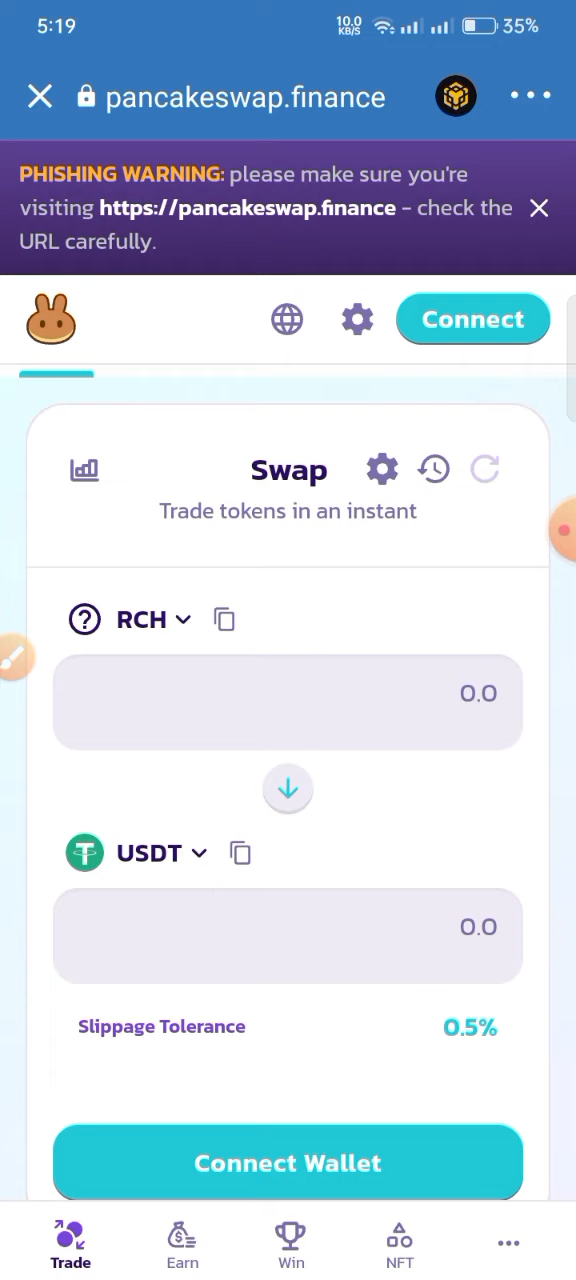 5:19 10.0 KB/S 35%
pancakeswap.finance
PHISHING WARNING: please make sure you're
visiting https://pancakeswap.finance - check the
URL carefully.
Connect
Swap
Trade tokens in an instant
RCH
0.0
USDT
0.0
Slippage Tolerance 0.5%
Connect Wallet
Trade Earn Win NFT